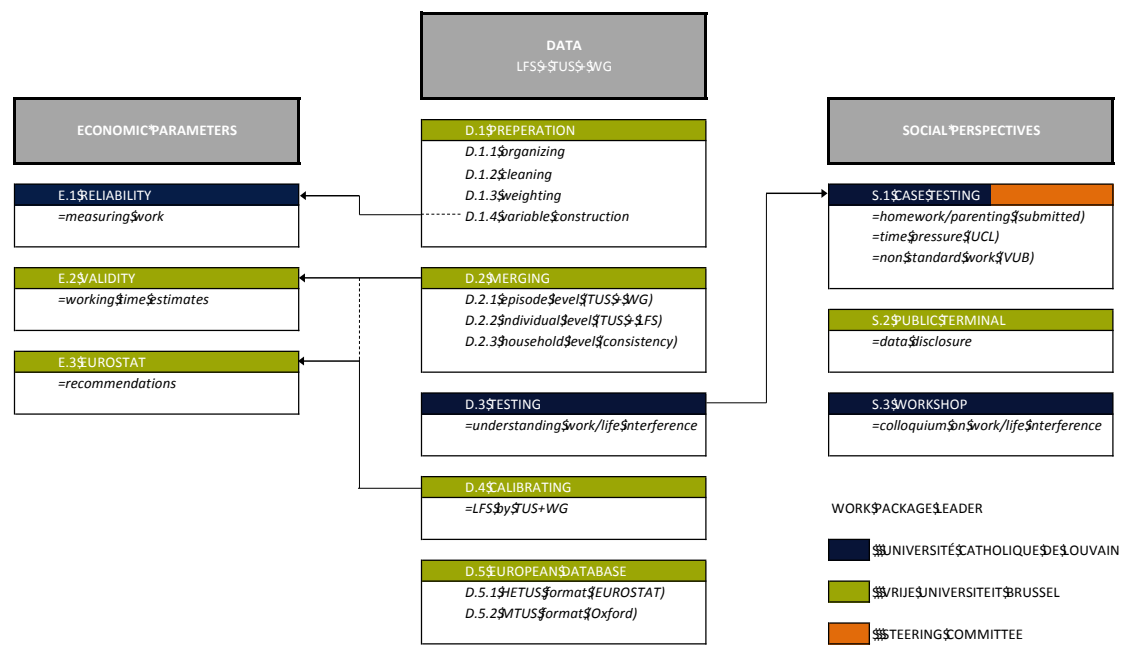 ECONOMIC*PARAMETERS
E.1$RELIABILITY
=measuring$work
E.2$VALIDITY
=working$time$estimates
E.3$EUROSTAT
=recommendations
DATA
LFS$+$TUS$+$WG
D.1$PREPERATION
D.1.1$organizing
D.1.2$cleaning
D.1.3$weighting
D.1.4$variable$construction
D.2$MERGING
D.2.1$episode$level$(TUS$+$WG)
D.2.2$individual$level$(TUS$+$LFS)
D.2.3$household$level$(consistency)
D.3$TESTING
=understanding$work/life$interference
D.4$CALIBRATING
=LFS$by$TUS+WG
D.5$EUROPEAN$DATABASE
D.5.1$HETUS$format$(EUROSTAT)
D.5.2$MTUS$format$(Oxford)
SOCIAL*PERSPECTIVES
S.1$CASE$TESTING
=homework/parenting$(submitted)
=time$pressure$(UCL)
=non$standard$work$(VUB)
S.2$PUBLIC$TERMINAL
=data$disclosure
S.3$WORKSHOP
=colloquium$on$work/life$interference
WORK$PACKAGE$LEADER
$$$UNIVERSITÉ$CATHOLIQUE$DE$LOUVAIN
$$$VRIJE$UNIVERSITEIT$BRUSSEL
$$$STEERING$COMMITTEE